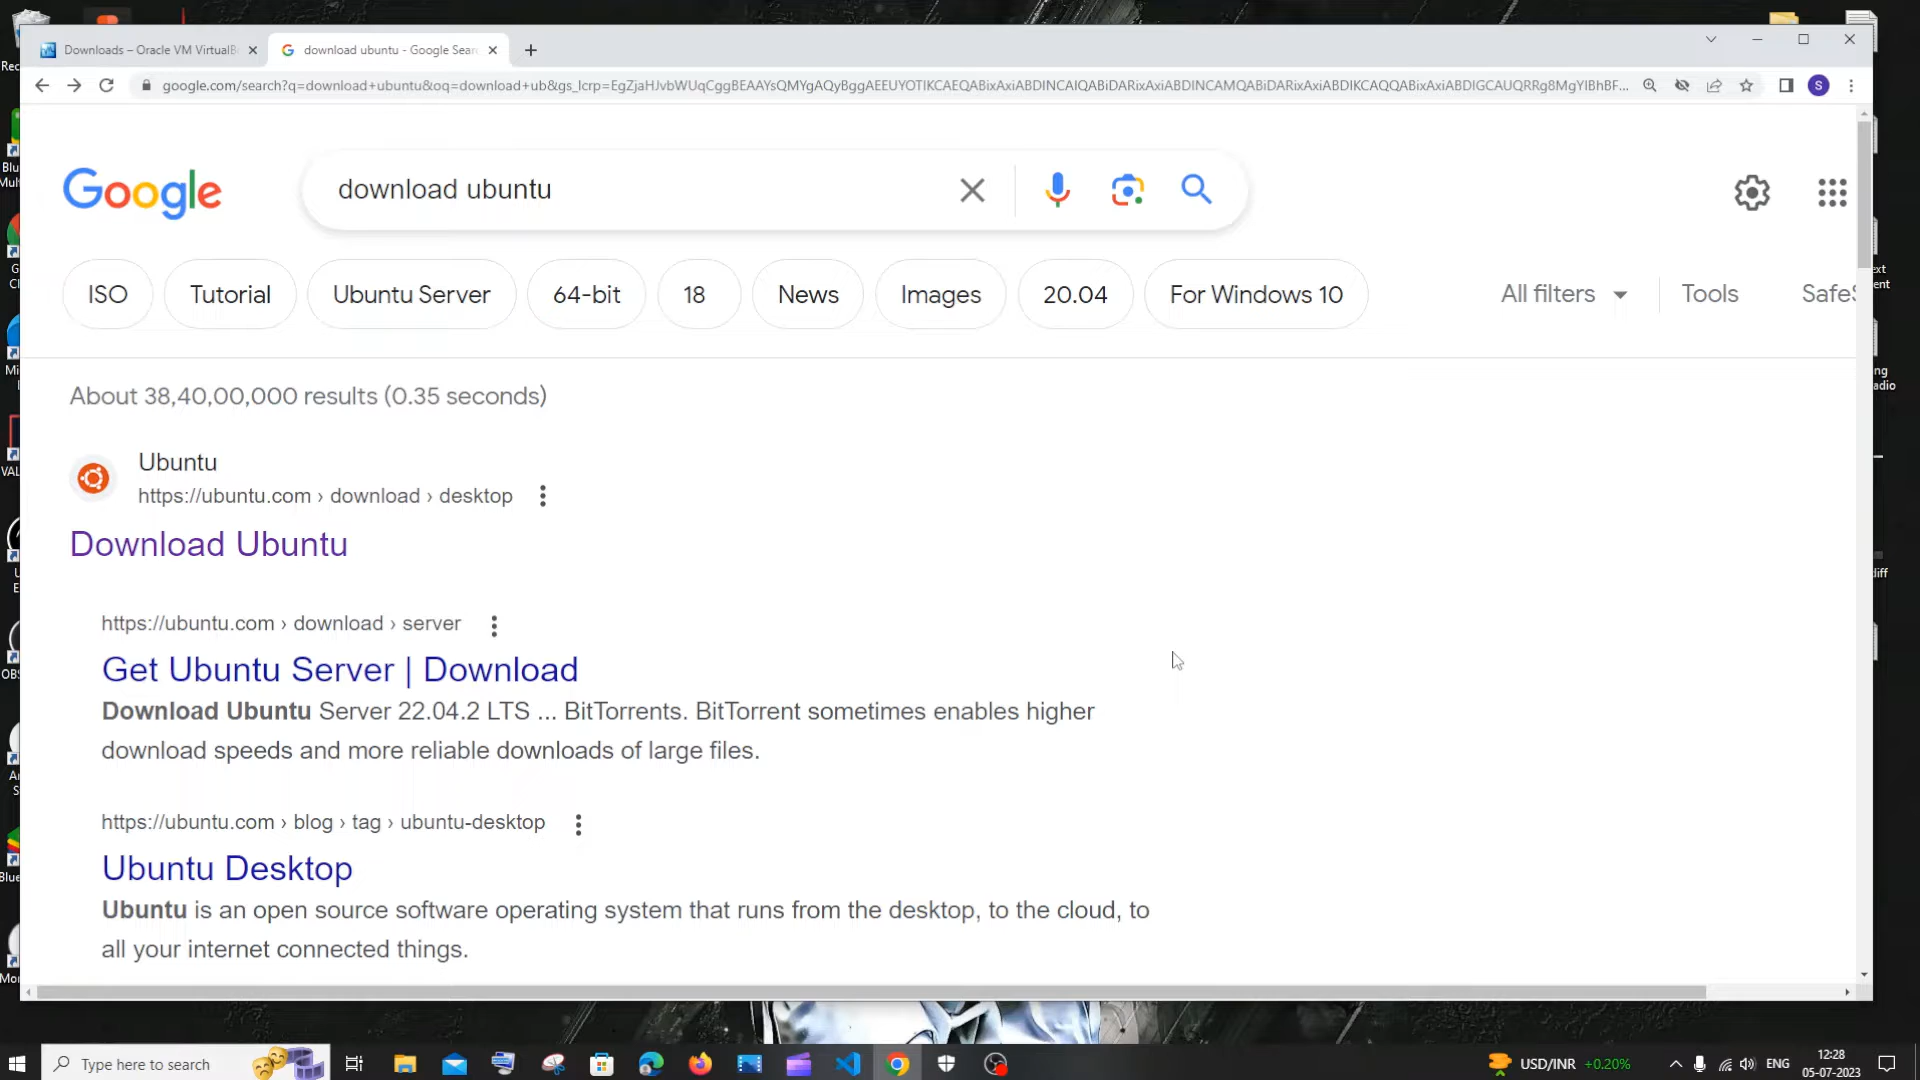 Downloads – Oracle VM VirtualB
download ubuntu - Google Sear
google.com/search?q=download+ubuntu&oq=download+ub&gs_lcrp=EgZjaHJvbWUqCggBEAAYsQMYgAQyBggAEEUYOTIKCAEQABixAxiABDINCAIQABiDARixAxiABDINCAMQABiDARixAxiABDIKCAQQABixAxiABDIGCAUQRRg8MgYIBhBF...
S
Google
download ubuntu
ISO
Tutorial
Ubuntu Server
64-bit
18
News
Images
20.04
For Windows 10
All filters
Tools
SafeS
About 38,40,00,000 results (0.35 seconds)
Ubuntu
https://ubuntu.com › download › desktop
Download Ubuntu
https://ubuntu.com › download › server
Get Ubuntu Server | Download
Download Ubuntu Server 22.04.2 LTS ... BitTorrents. BitTorrent sometimes enables higher
download speeds and more reliable downloads of large files.
https://ubuntu.com › blog › tag › ubuntu-desktop
Ubuntu Desktop
Ubuntu is an open source software operating system that runs from the desktop, to the cloud, to
all your internet connected things.
Type here to search
USD/INR +0.20%
ENG
12:28
05-07-2023